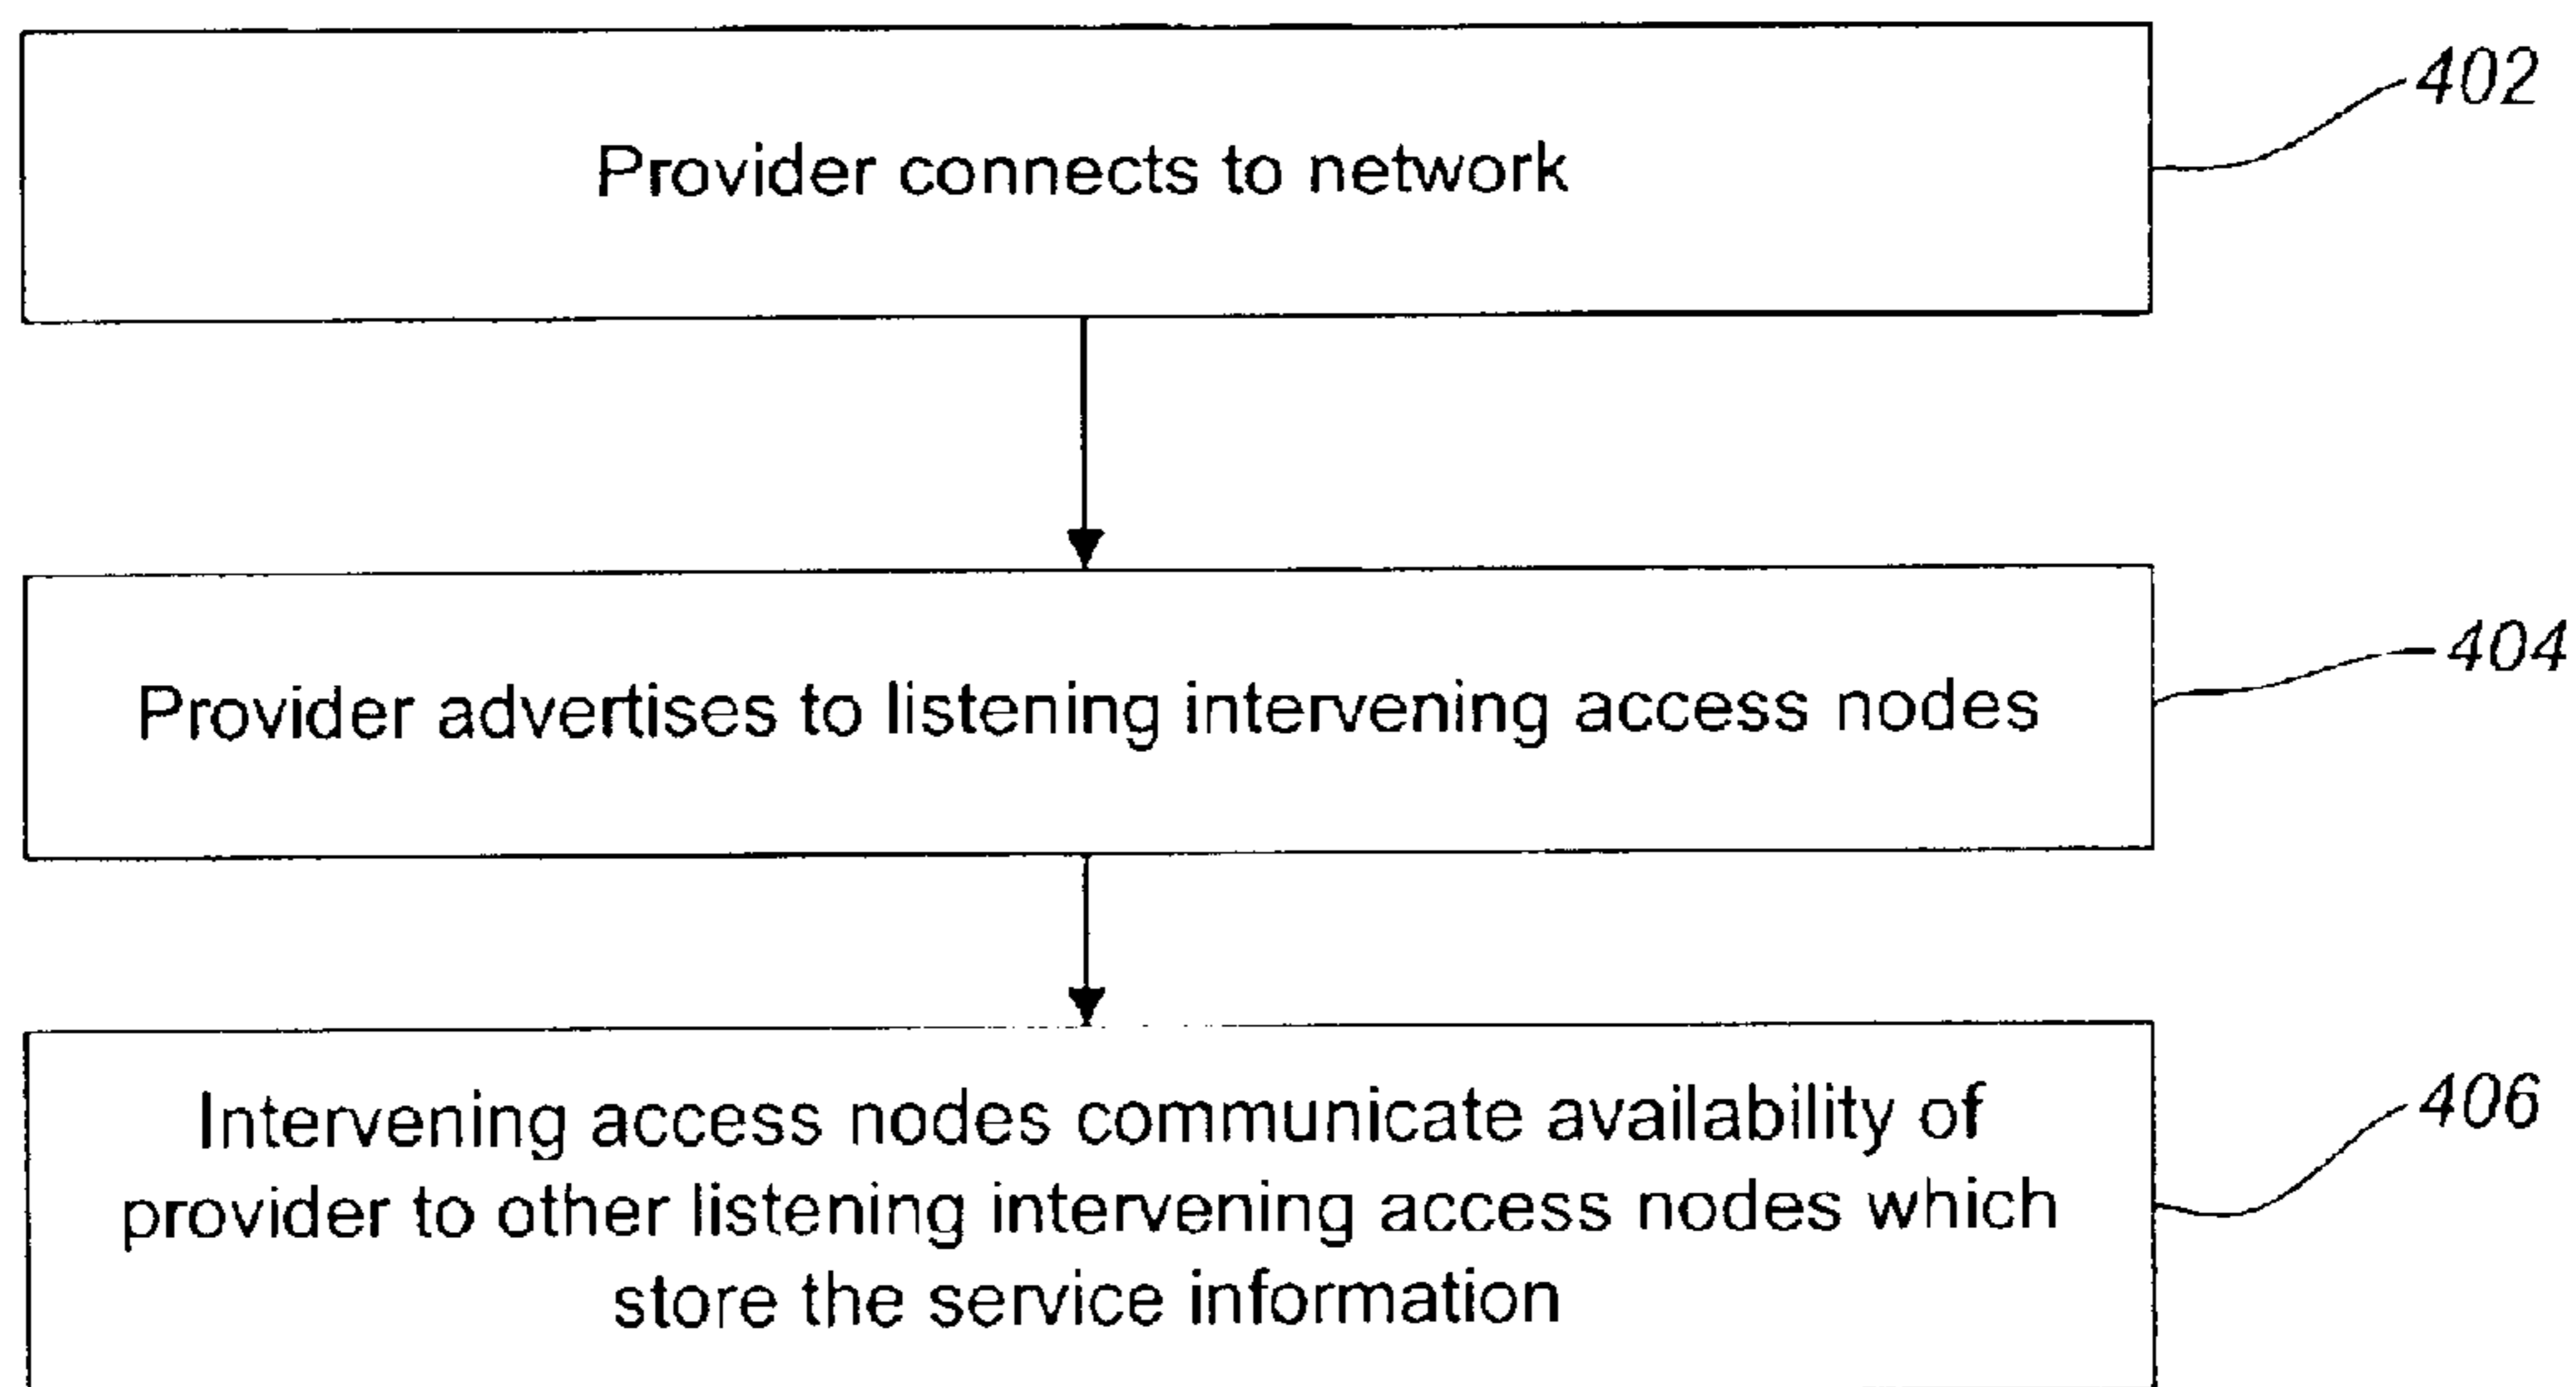 402
Provider connects to network
404
Provider advertises to listening intervening access nodes
406
Intervening access nodes communicate availability of
provider to other listening intervening access nodes which
store the service information